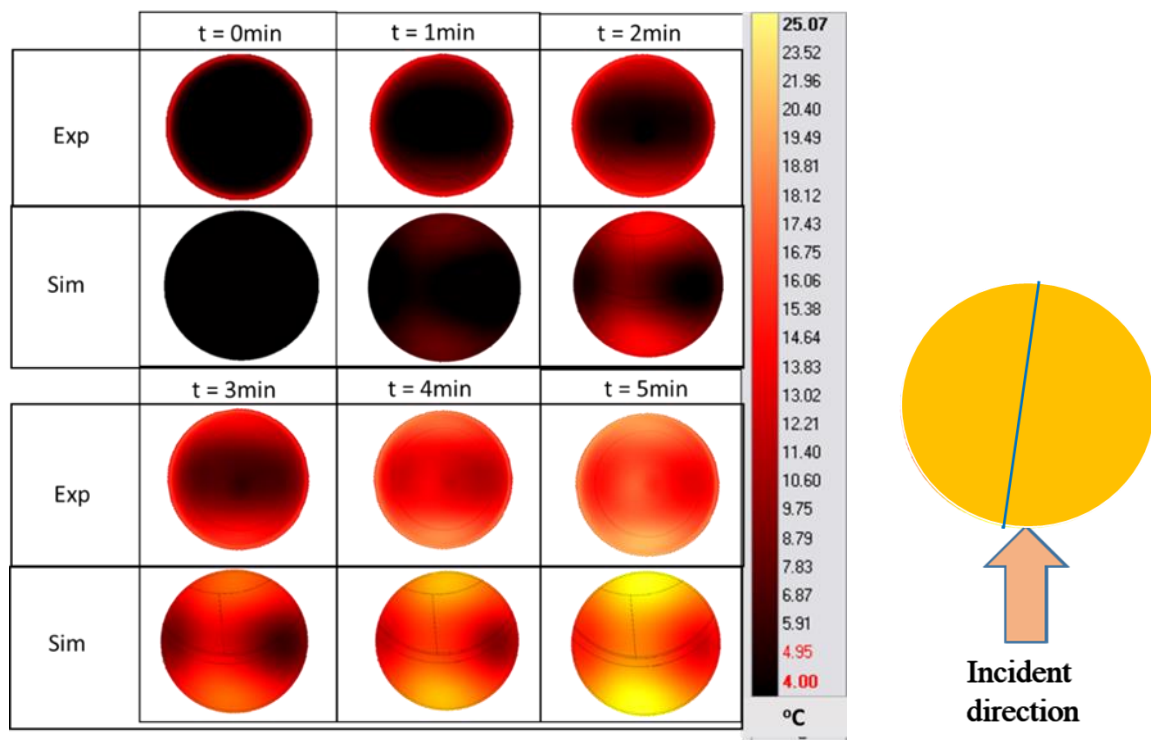 t = 0min
t = 1min
t = 2min
Exp
Sim
t = 3min
t = 4min
t = 5min
Exp
Sim
25.07
23.52
21.96
20.40
19.49
18.81
18.12
17.43
16.75
16.06
15.38
14.64
13.83
13.02
12.21
11.40
10.60
9.75
8.79
7.83
6.87
5.91
4.95
4.00
ºC
Incident
direction